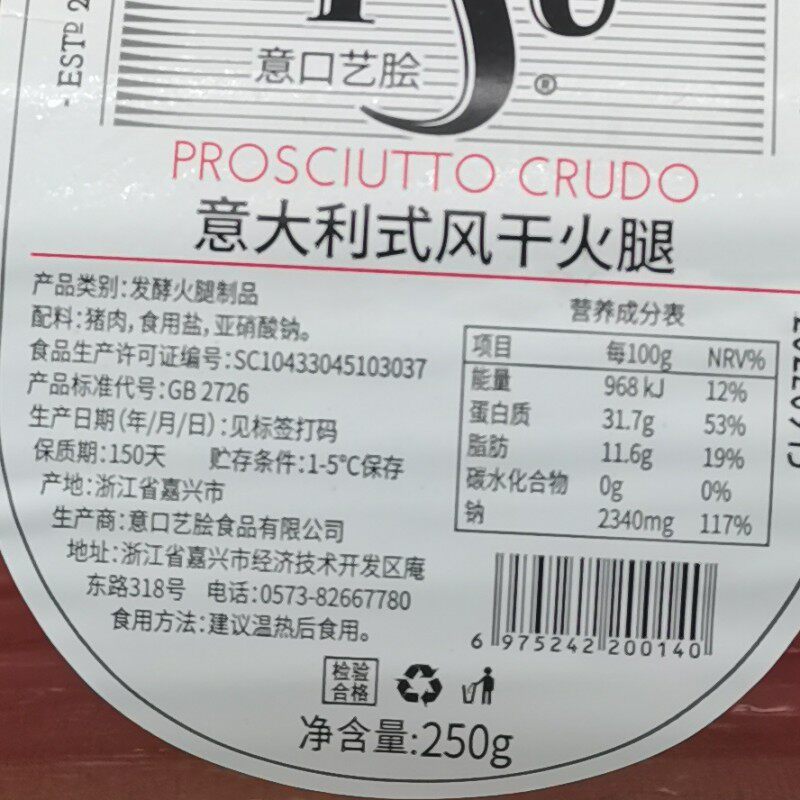 - ESTD 2
意口艺脍
®
PROSCIUTTO CRUDO
意大利式风干火腿
产品类别:发酵火腿制品
配料:猪肉,食用盐,亚硝酸钠。
食品生产许可证编号:SC10433045103037
产品标准代号:GB 2726
生产日期(年/月/日):见标签打码
保质期:150天 贮存条件:1-5℃保存
产地:浙江省嘉兴市
生产商:意口艺脍食品有限公司
地址:浙江省嘉兴市经济技术开发区庵
东路318号 电话:0573-82667780
食用方法:建议温热后食用。
营养成分表
项目 每100g NRV%
能量 968 kJ 12%
蛋白质 31.7g 53%
脂肪 11.6g 19%
碳水化合物 0g 0%
钠 2340mg 117%
6 975242 200140
检验
合格
净含量:250g